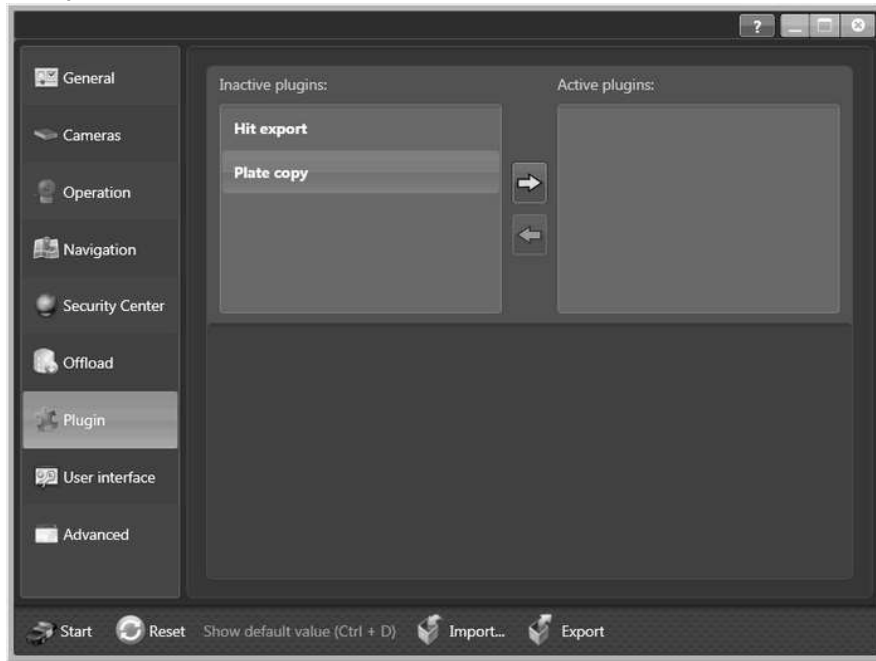 ?
General
Cameras
Operation
Navigation
Security Center
Offload
Plugin
User interface
Advanced
Inactive plugins:
Hit export
Plate copy
Active plugins:
Start Reset Show default value (Ctrl + D) Import... Export